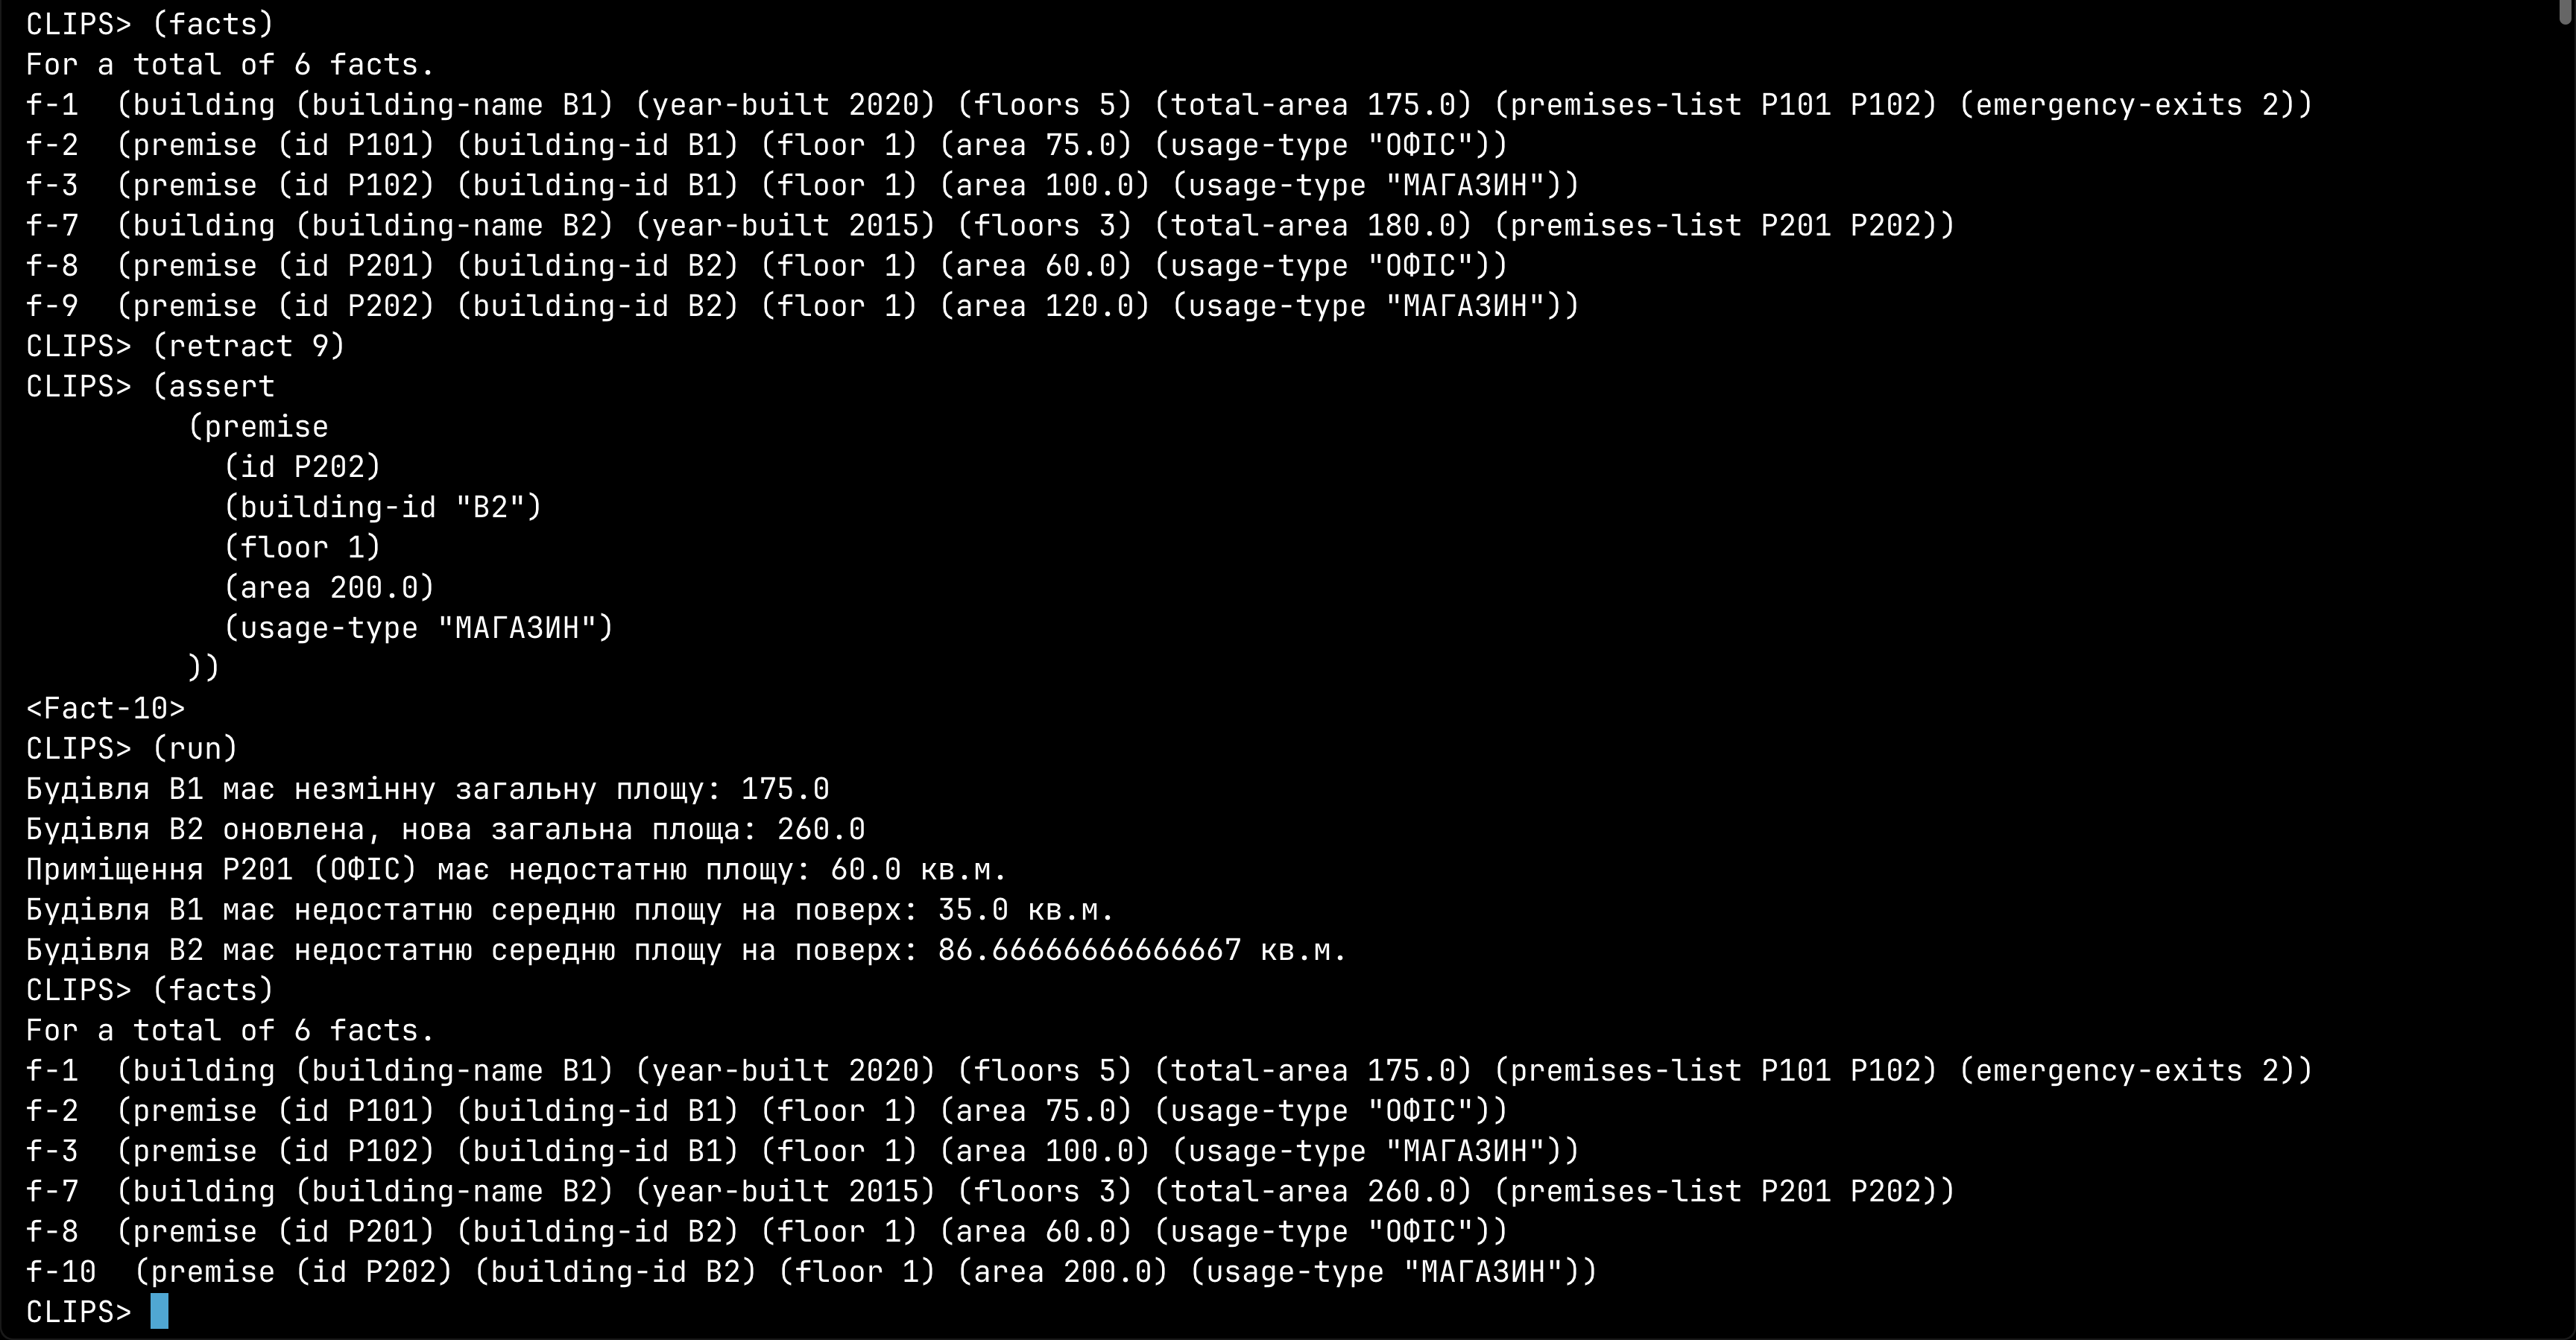 CLIPS> (facts)
For a total of 6 facts.
f-1  (building (building-name B1) (year-built 2020) (floors 5) (total-area 175.0) (premises-list P101 P102) (emergency-exits 2))
f-2  (premise (id P101) (building-id B1) (floor 1) (area 75.0) (usage-type "ОФІС"))
f-3  (premise (id P102) (building-id B1) (floor 1) (area 100.0) (usage-type "МАГАЗИН"))
f-7  (building (building-name B2) (year-built 2015) (floors 3) (total-area 180.0) (premises-list P201 P202))
f-8  (premise (id P201) (building-id B2) (floor 1) (area 60.0) (usage-type "ОФІС"))
f-9  (premise (id P202) (building-id B2) (floor 1) (area 120.0) (usage-type "МАГАЗИН"))
CLIPS> (retract 9)
CLIPS> (assert
(premise
(id P202)
(building-id "B2")
(floor 1)
(area 200.0)
(usage-type "МАГАЗИН")
))
<Fact-10>
CLIPS> (run)
Будівля B1 має незмінну загальну площу: 175.0
Будівля B2 оновлена, нова загальна площа: 260.0
Приміщення P201 (ОФІС) має недостатню площу: 60.0 кв.м.
Будівля B1 має недостатню середню площу на поверх: 35.0 кв.м.
Будівля B2 має недостатню середню площу на поверх: 86.66666666666667 кв.м.
CLIPS> (facts)
For a total of 6 facts.
f-1  (building (building-name B1) (year-built 2020) (floors 5) (total-area 175.0) (premises-list P101 P102) (emergency-exits 2))
f-2  (premise (id P101) (building-id B1) (floor 1) (area 75.0) (usage-type "ОФІС"))
f-3  (premise (id P102) (building-id B1) (floor 1) (area 100.0) (usage-type "МАГАЗИН"))
f-7  (building (building-name B2) (year-built 2015) (floors 3) (total-area 260.0) (premises-list P201 P202))
f-8  (premise (id P201) (building-id B2) (floor 1) (area 60.0) (usage-type "ОФІС"))
f-10  (premise (id P202) (building-id B2) (floor 1) (area 200.0) (usage-type "МАГАЗИН"))
CLIPS>